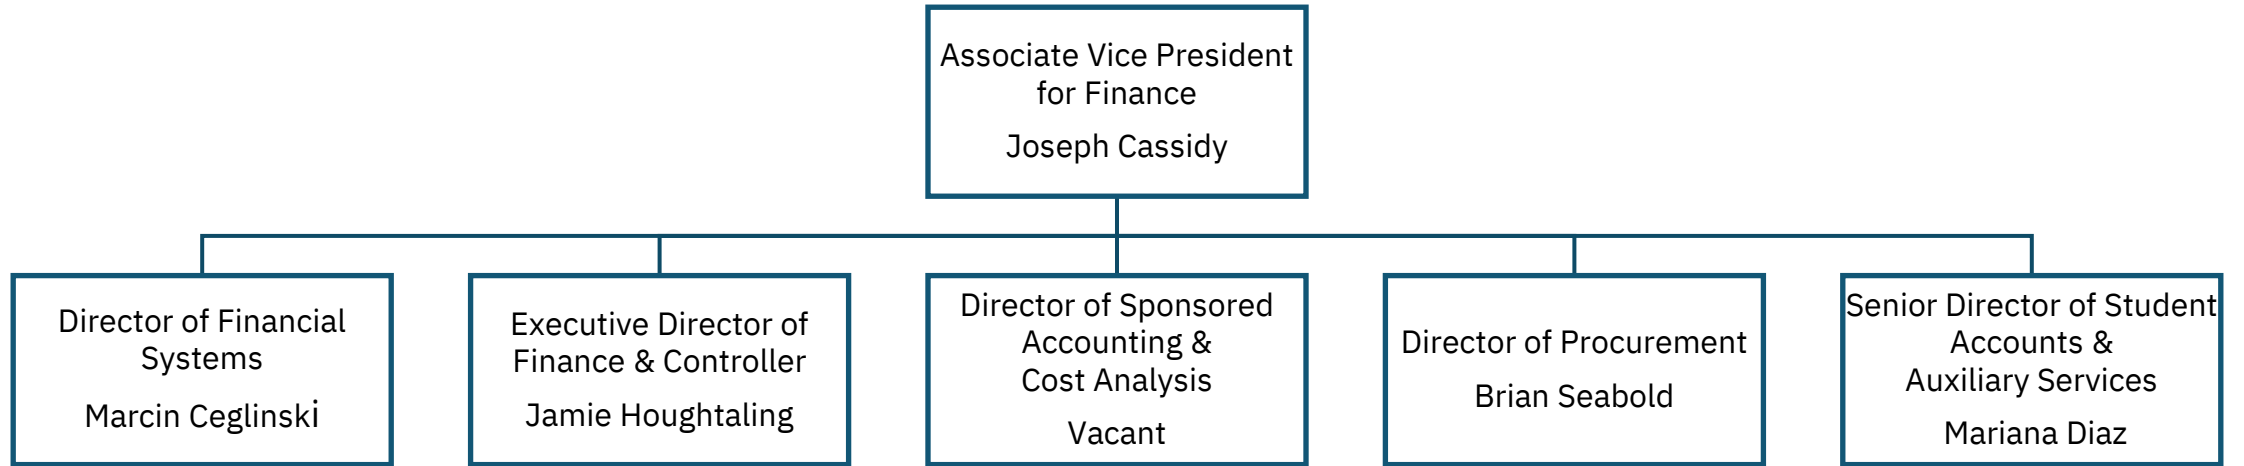 Associate Vice President
for Finance
Joseph Cassidy
Director of Financial
Systems
Marcin Ceglinski
Executive Director of
Finance & Controller
Jamie Houghtaling
Director of Sponsored
Accounting &
Cost Analysis
Vacant
Director of Procurement
Brian Seabold
Senior Director of Student
Accounts &
Auxiliary Services
Mariana Diaz